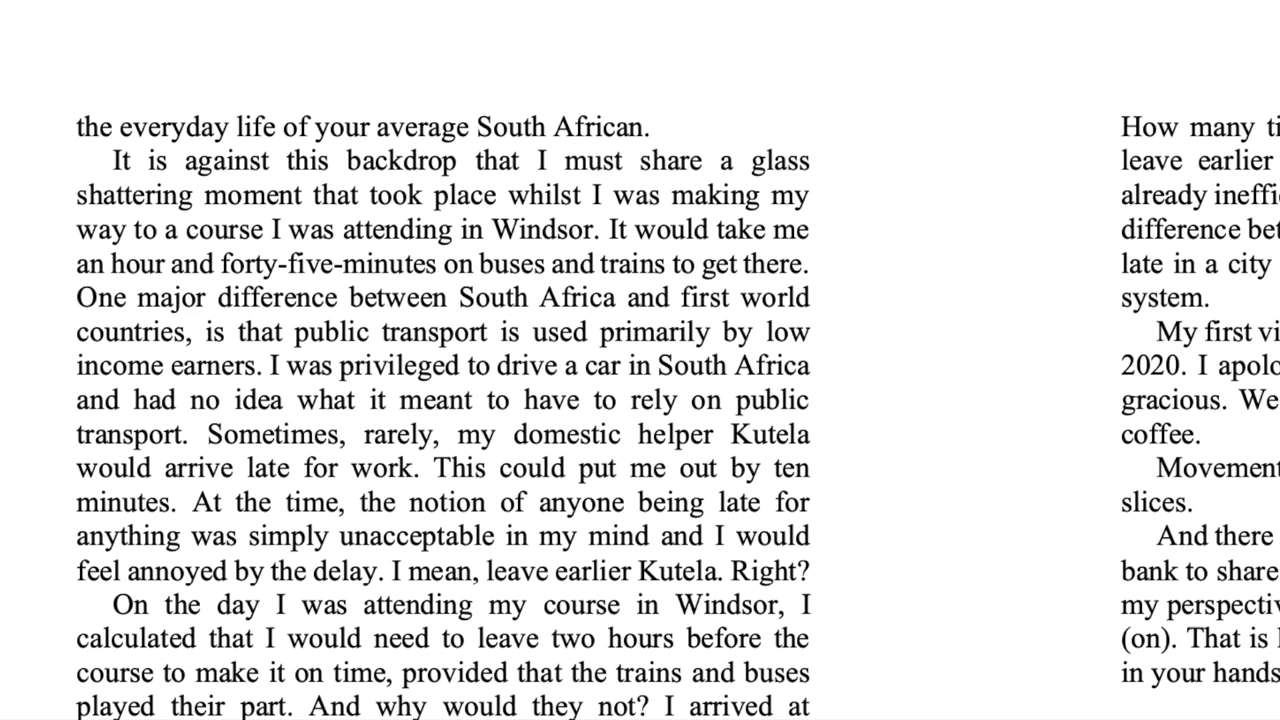 the everyday life of your average South African.
It is against this backdrop that I must share a glass
shattering moment that took place whilst I was making my
way to a course I was attending in Windsor. It would take me
an hour and forty-five-minutes on buses and trains to get there.
One major difference between South Africa and first world
countries, is that public transport is used primarily by low
income earners. I was privileged to drive a car in South Africa
and had no idea what it meant to have to rely on public
transport. Sometimes, rarely, my domestic helper Kutela
would arrive late for work. This could put me out by ten
minutes. At the time, the notion of anyone being late for
anything was simply unacceptable in my mind and I would
feel annoyed by the delay. I mean, leave earlier Kutela. Right?
On the day I was attending my course in Windsor, I
calculated that I would need to leave two hours before the
course to make it on time, provided that the trains and buses
played their part. And why would they not? I arrived at
How many
leave earlier
already
difference
late in a city
system.
My first
2020. I
gracious. We
coffee.
slices.
And there
bank to share
my
(on). That is
in your hands